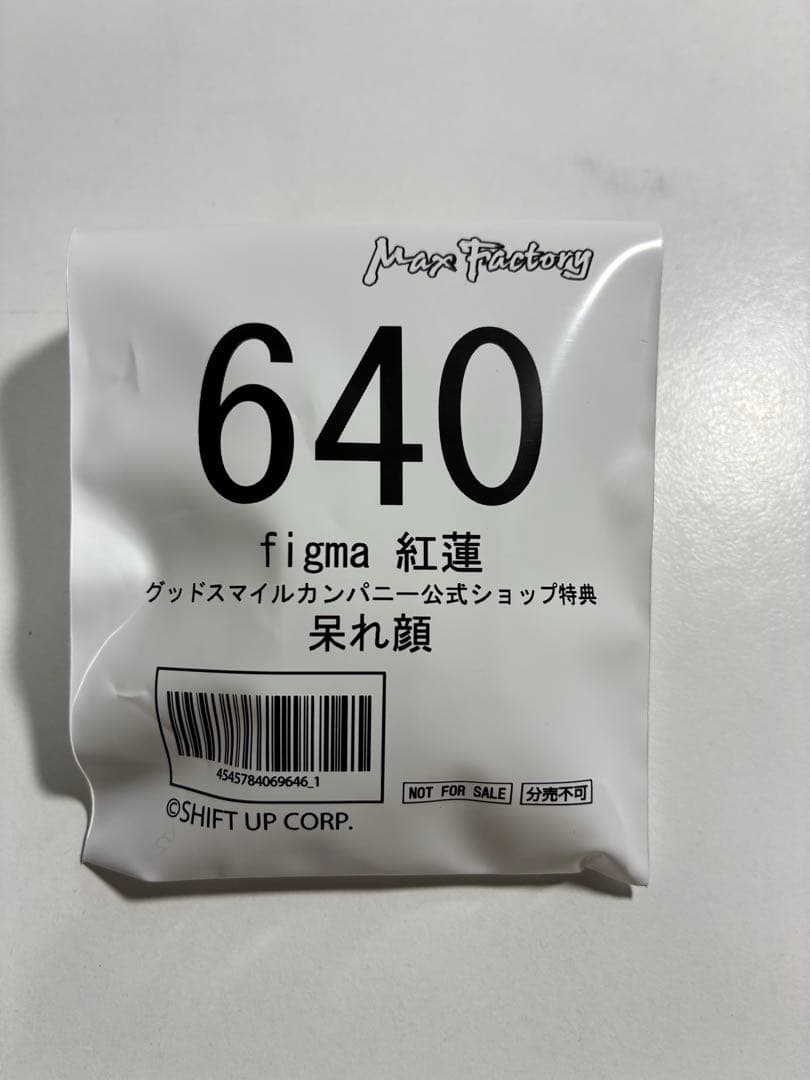 Max Factory
640
figma 紅蓮
グッドスマイルカンパニー公式ショップ特典
呆れ顔
4545784069646_1
NOT FOR SALE 分売不可
©SHIFT UP CORP.